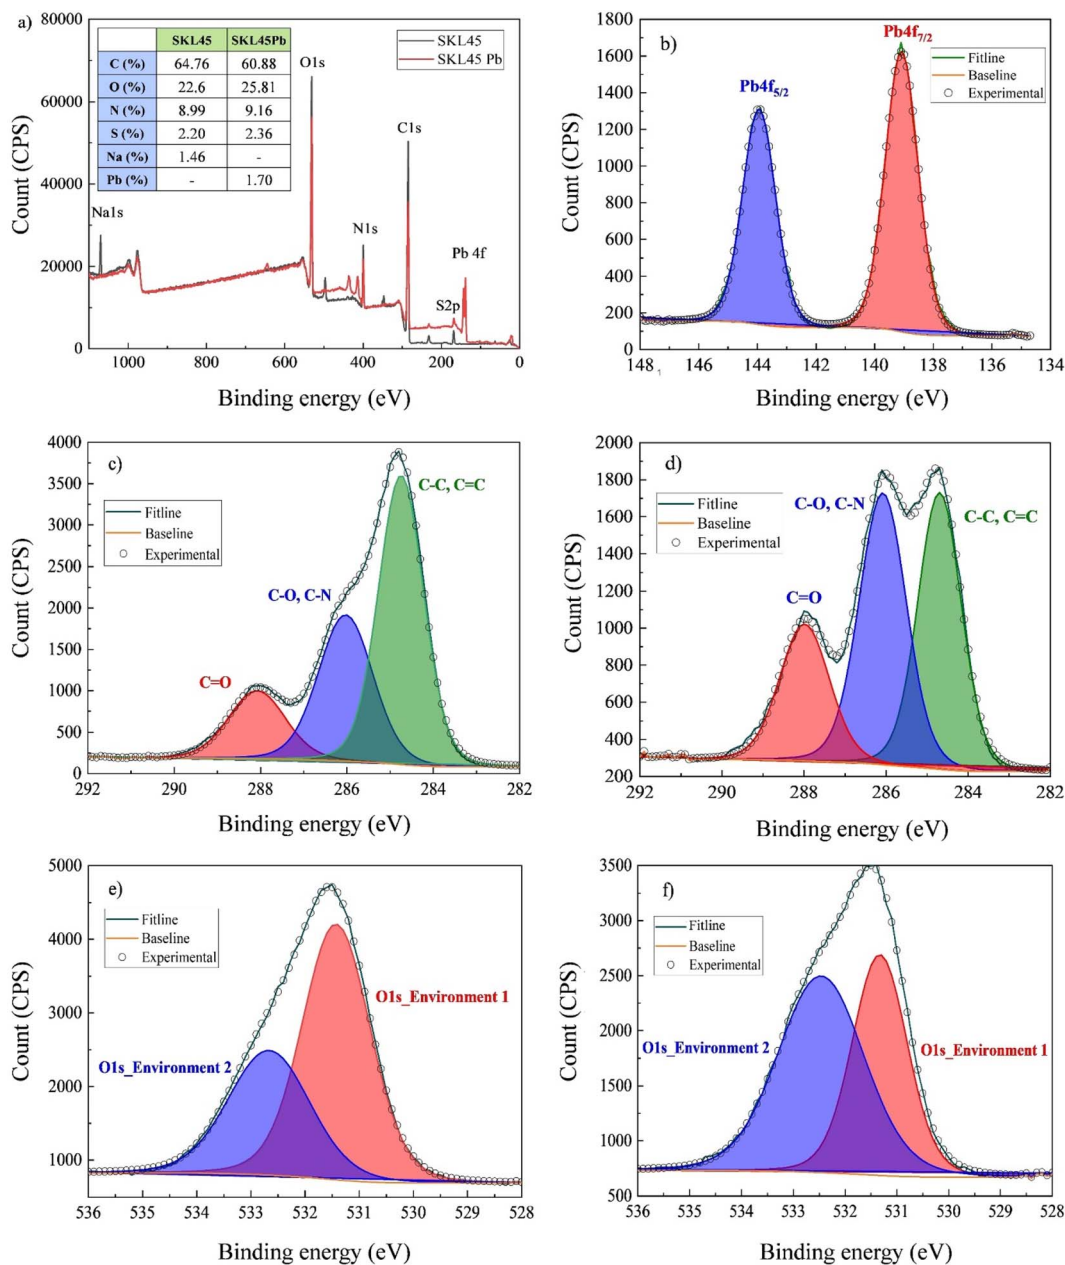 a)
SKL45 SKL45Pb
C (%) 64.76 60.88
O (%) 22.6 25.81
N (%) 8.99 9.16
S (%) 2.20 2.36
Na (%) 1.46 -
Pb (%) - 1.70
SKL45
SKL45 Pb
O1s
C1s
Na1s
N1s
Pb 4f
S2p
80000
60000
40000
20000
0
1000 800 600 400 200 0
Count (CPS)
Binding energy (eV)
b)
Pb4f7/2
Pb4f5/2
Fitline
Baseline
Experimental
1800
1600
1400
1200
1000
800
600
400
200
0
148 146 144 142 140 138 136 134
Count (CPS)
Binding energy (eV)
c)
Fitline
Baseline
Experimental
C-C, C=C
C-O, C-N
C=O
4000
3500
3000
2500
2000
1500
1000
500
0
292 290 288 286 284 282
Count (CPS)
Binding energy (eV)
d)
Fitline
Baseline
Experimental
C-O, C-N
C-C, C=C
C=O
2000
1800
1600
1400
1200
1000
800
600
400
200
292 290 288 286 284 282
Count (CPS)
Binding energy (eV)
e)
Fitline
Baseline
Experimental
O1s_Environment 1
O1s_Environment 2
5000
4000
3000
2000
1000
536 535 534 533 532 531 530 529 528
Count (CPS)
Binding energy (eV)
f)
Fitline
Baseline
Experimental
O1s_Environment 2
O1s_Environment 1
3500
3000
2500
2000
1500
1000
500
536 535 534 533 532 531 530 529 528
Count (CPS)
Binding energy (eV)